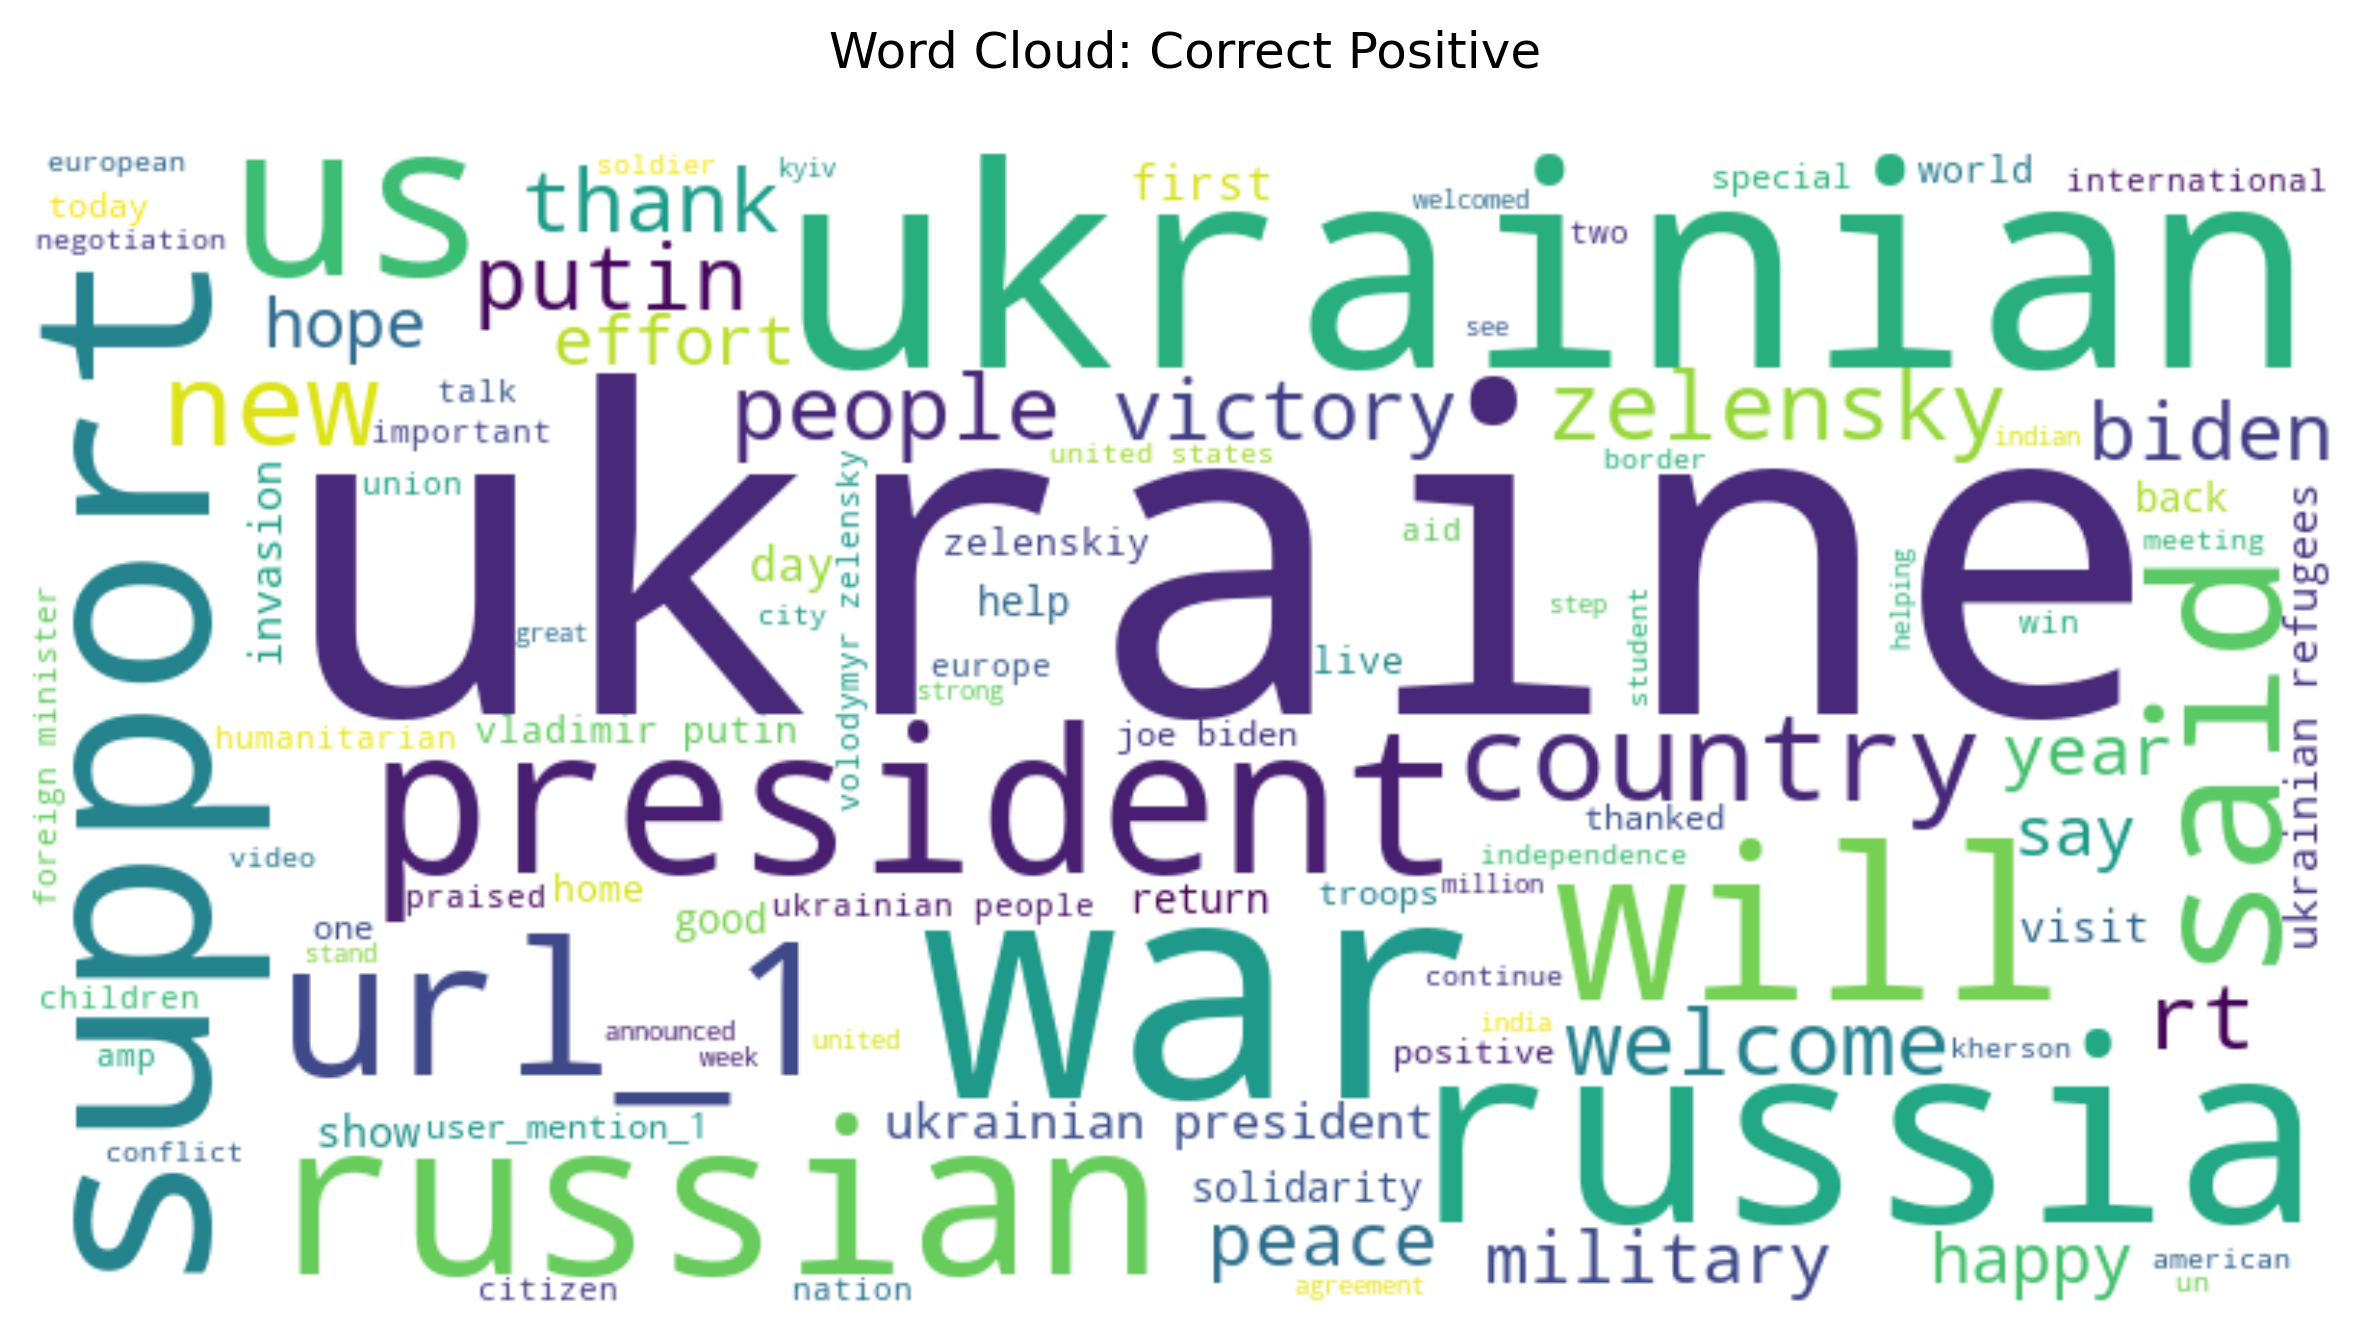 Word Cloud: Correct Positive
european
us
thank
soldier
kyiv
ukrainian
first
welcomed
special
world
international
today
negotiation
two
putin
hope
effort
see
support
new
talk
important
people
victory
zelensky
indian
biden
united states
border
union
invasion
ukraine
volodymyr zelensky
zelenskiy
day
aid
back
meeting
ukrainian refugees
help
city
great
step
student
helping
win
europe
live
strong
said
foreign minister
humanitarian
vladimir putin
joe biden
president
country
year
thanked
say
video
independence
will
praised
home
good
ukrainian people
return
troops
million
one
stand
url_1
war
visit
continue
children
announced
week
united
india
positive
welcome
kherson
rt
amp
russia
show
user_mention_1
ukrainian president
conflict
russian
solidarity
peace
military
happy
american
citizen
nation
agreement
un